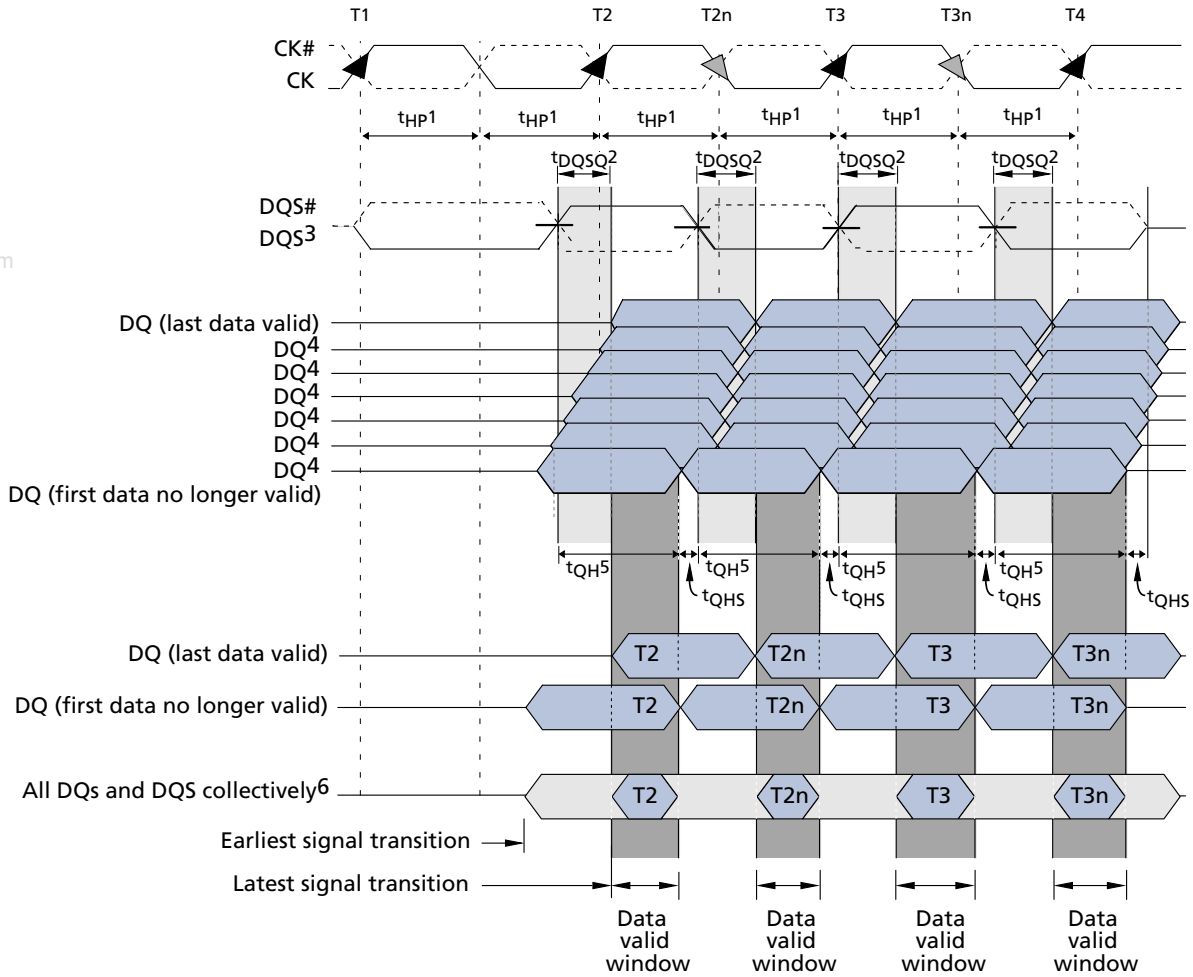 T1 T2 T2n T3 T3n T4
CK#
CK
tHP1 tHP1 tHP1 tHP1 tHP1 tHP1
tDQSQ2 tDQSQ2 tDQSQ2 tDQSQ2
DQS#
DQS3
m
DQ (last data valid)
DQ4
DQ4
DQ4
DQ4
DQ4
DQ4
DQ (first data no longer valid)
tQH5 tQH5 tQH5 tQH5
tQHS tQHS tQHS tQHS
DQ (last data valid) T2 T2n T3 T3n
DQ (first data no longer valid) T2 T2n T3 T3n
All DQs and DQS collectively6 T2 T2n T3 T3n
Earliest signal transition
Latest signal transition
Data valid window
Data valid window
Data valid window
Data valid window